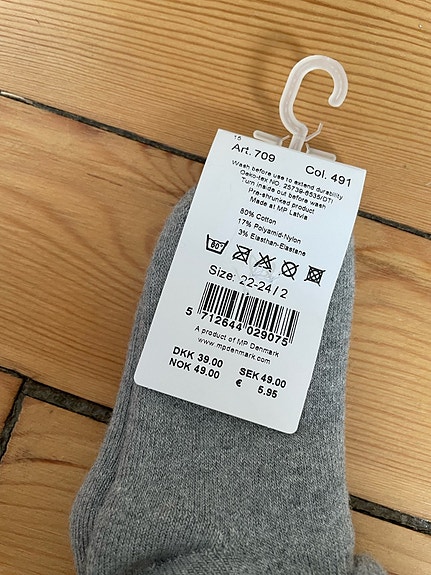 15
Art. 709 Col. 491
Wash before use to extend durability
Oeko-tex NO. 25739-6535/DTI
Turn inside out before wash
Pre-shrunked product
Made at MP Latvia
80% Cotton
17% Polyamid-Nylon
3% Elasthan-Elastane
60°
Size: 22-24 / 2
5 712644 029075
A product of MP Denmark
www.mpdenmark.com
DKK 39.00 SEK 49.00
NOK 49.00 € 5.95